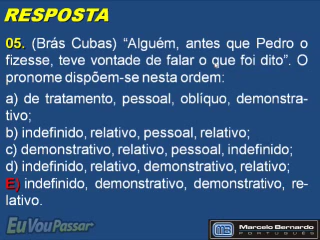 RESPOSTA
05. (Brás Cubas) “Alguém, antes que Pedro o
fizesse, teve vontade de falar o que foi dito”. O
pronome dispõem-se nesta ordem:
a) de tratamento, pessoal, oblíquo, demonstra-
tivo;
b) indefinido, relativo, pessoal, relativo;
c) demonstrativo, relativo, pessoal, indefinido;
d) indefinido, relativo, demonstrativo, relativo;
E) indefinido, demonstrativo, demonstrativo, re-
lativo.
EuVouPassar
Marcelo Bernardo
PORTUGUÊS